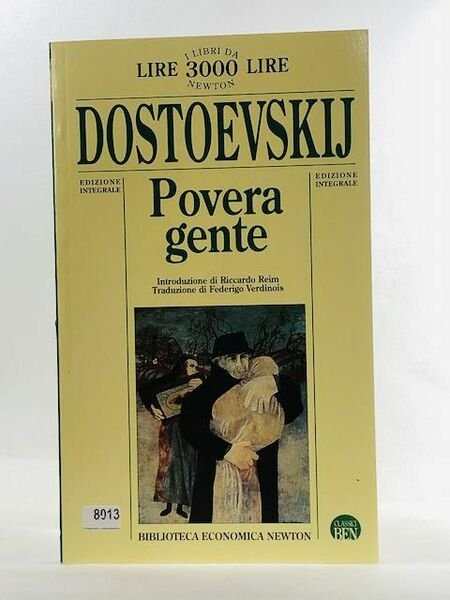 I LIBRI DA
LIRE 3000 LIRE
NEWTON
DOSTOEVSKIJ
EDIZIONE
INTEGRALE
EDIZIONE
INTEGRALE
Povera
gente
Introduzione di Riccardo Reim
Traduzione di Federigo Verdinois
8013
CLASSICI
BEN
BIBLIOTECA ECONOMICA NEWTON